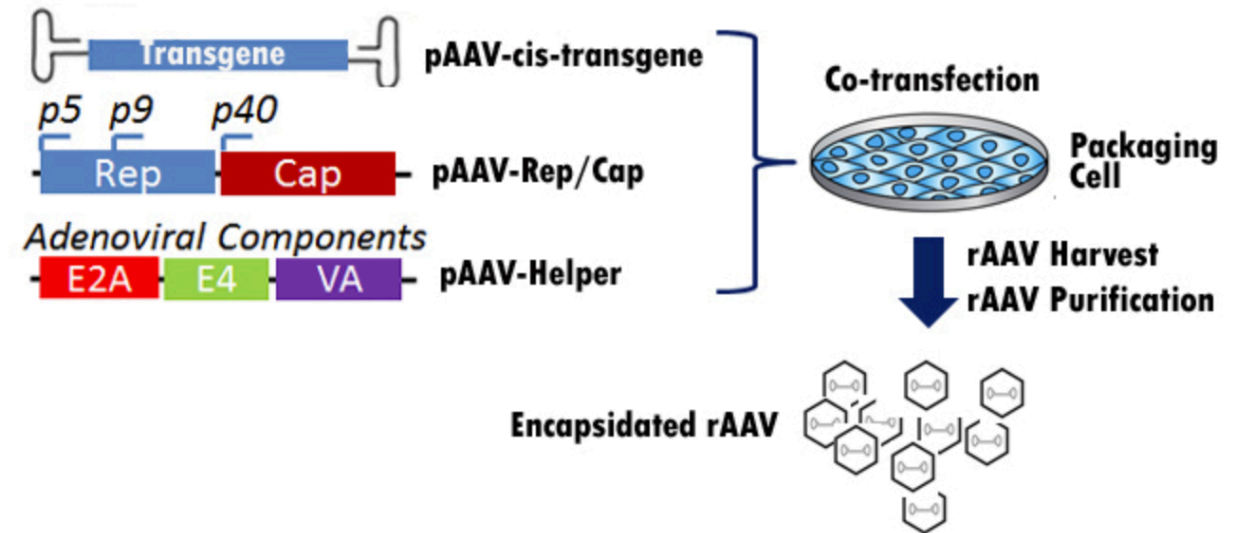 Transgene
pAAV-cis-transgene
p5 p9 p40
Rep Cap
pAAV-Rep/Cap
Adenoviral Components
E2A E4 VA
pAAV-Helper
Co-transfection
Packaging
Cell
rAAV Harvest
rAAV Purification
Encapsidated rAAV